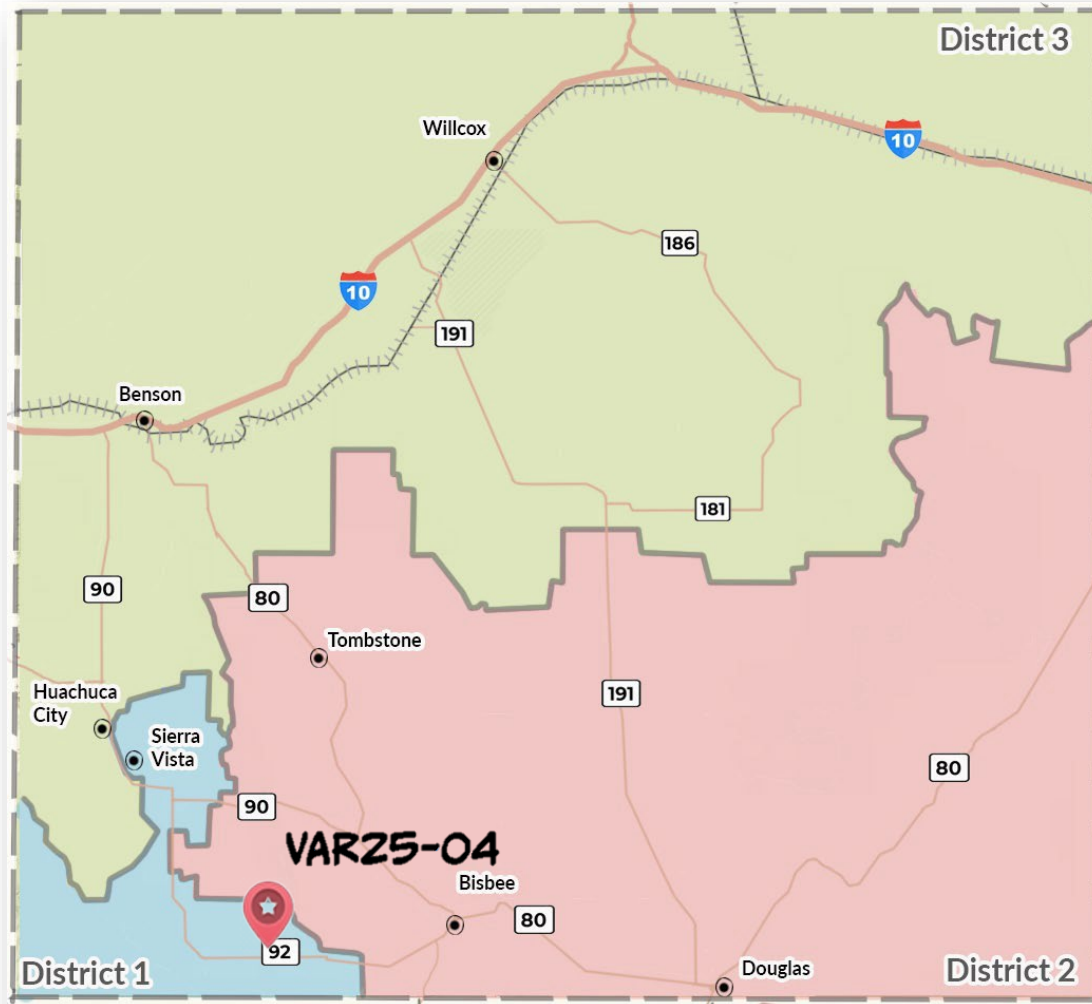 District 3
Willcox
10
10
186
191
Benson
181
90
80
Tombstone
Huachuca
City
191
Sierra
Vista
80
90
VAR25-04
Bisbee
80
92
District 1
Douglas
District 2